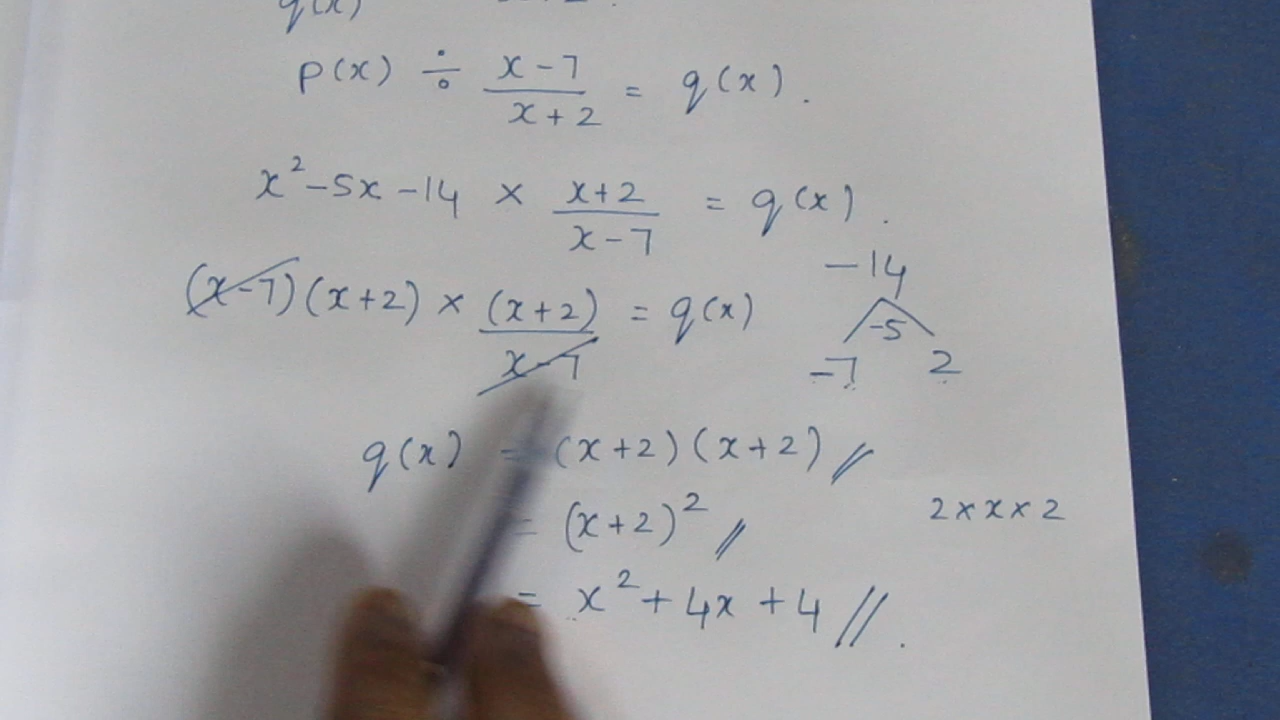 q(x)
p(x) ÷ (x-7)/(x+2) = q(x).
x²-5x-14 × (x+2)/(x-7) = q(x).
-14
(x-7)(x+2) × (x+2)/(x-7) = q(x)
-5
-7 2
q(x) = (x+2)(x+2) //
= (x+2)² //
2×x×2
= x²+4x+4 //.